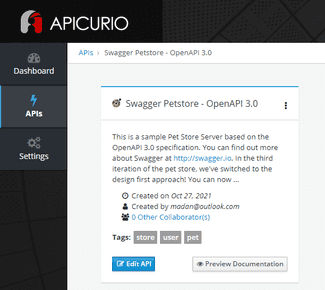 APICURIO
Dashboard
APIs
Settings
APIs › Swagger Petstore - OpenAPI 3.0
Swagger Petstore - OpenAPI 3.0
This is a sample Pet Store Server based on the
OpenAPI 3.0 specification. You can find out more
about Swagger at http://swagger.io. in the third
iteration of the pet store, we've switched to the
design first approach! You can now ...
Created on Oct 27, 2021
Created by madan@outlook.com
0 Other Collaborator(s)
Tags: store user pet
Edit API
Preview Documentation